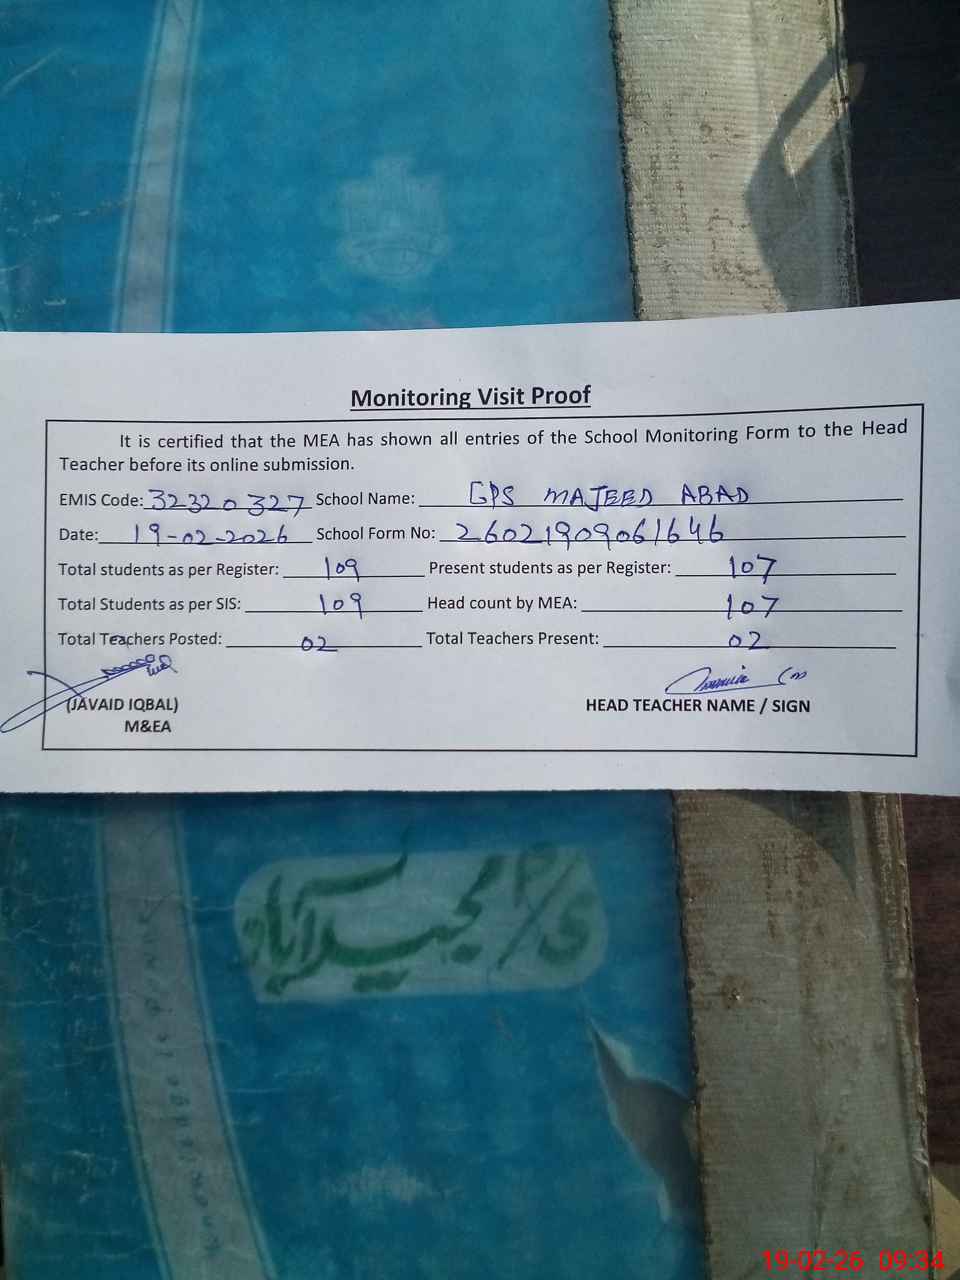 Monitoring Visit Proof
It is certified that the MEA has shown all entries of the School Monitoring Form to the Head
Teacher before its online submission.
EMIS Code: 32320327 School Name: GPS MAJEED ABAD
Date: 19-02-2026 School Form No: 26021909061646
Total students as per Register: 109 Present students as per Register: 107
Total Students as per SIS: 109 Head count by MEA: 107
Total Teachers Posted: 02 Total Teachers Present: 02
(JAVAID IQBAL) HEAD TEACHER NAME / SIGN
M&EA
مجید آباد
19-02-26 09:34